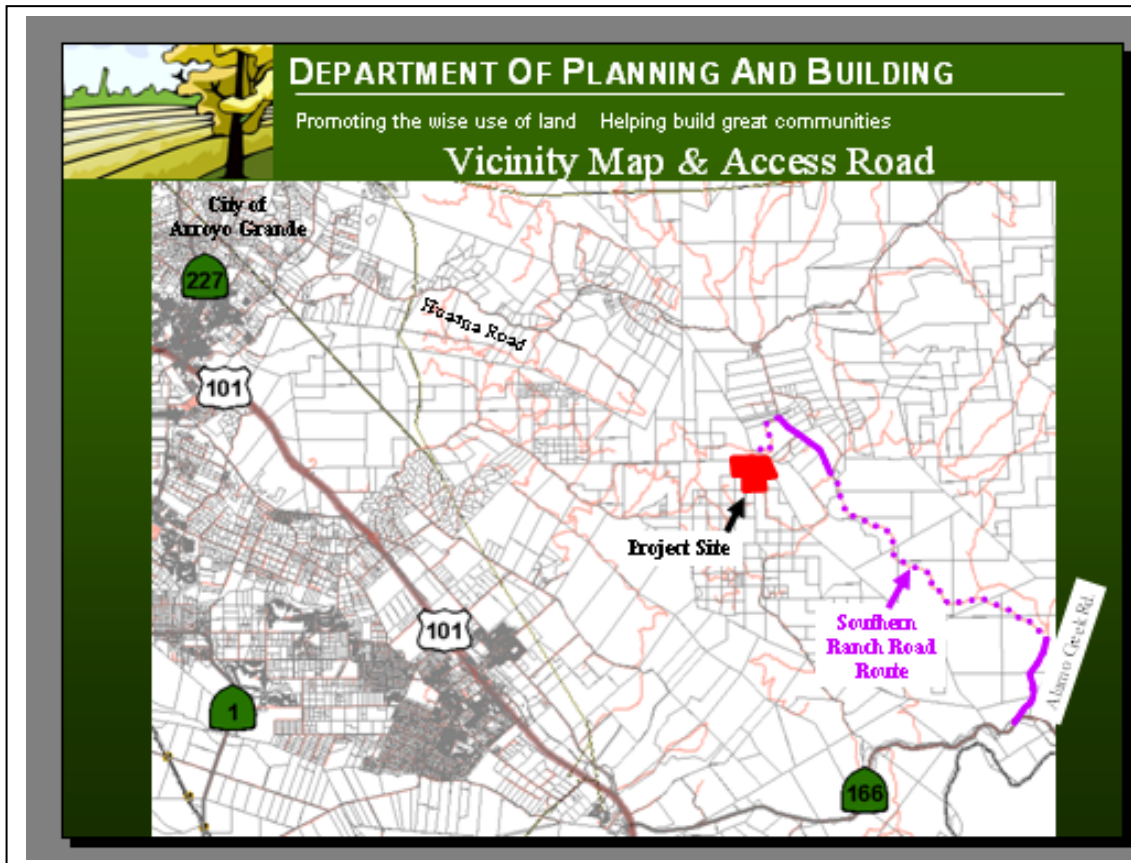 DEPARTMENT OF PLANNING AND BUILDING
Promoting the wise use of land Helping build great communities
Vicinity Map & Access Road
City of
Arroyo Grande
227
Huasna Road
101
Project Site
101
Southern
Ranch Road
Route
Alamo Creek Rd.
1
166